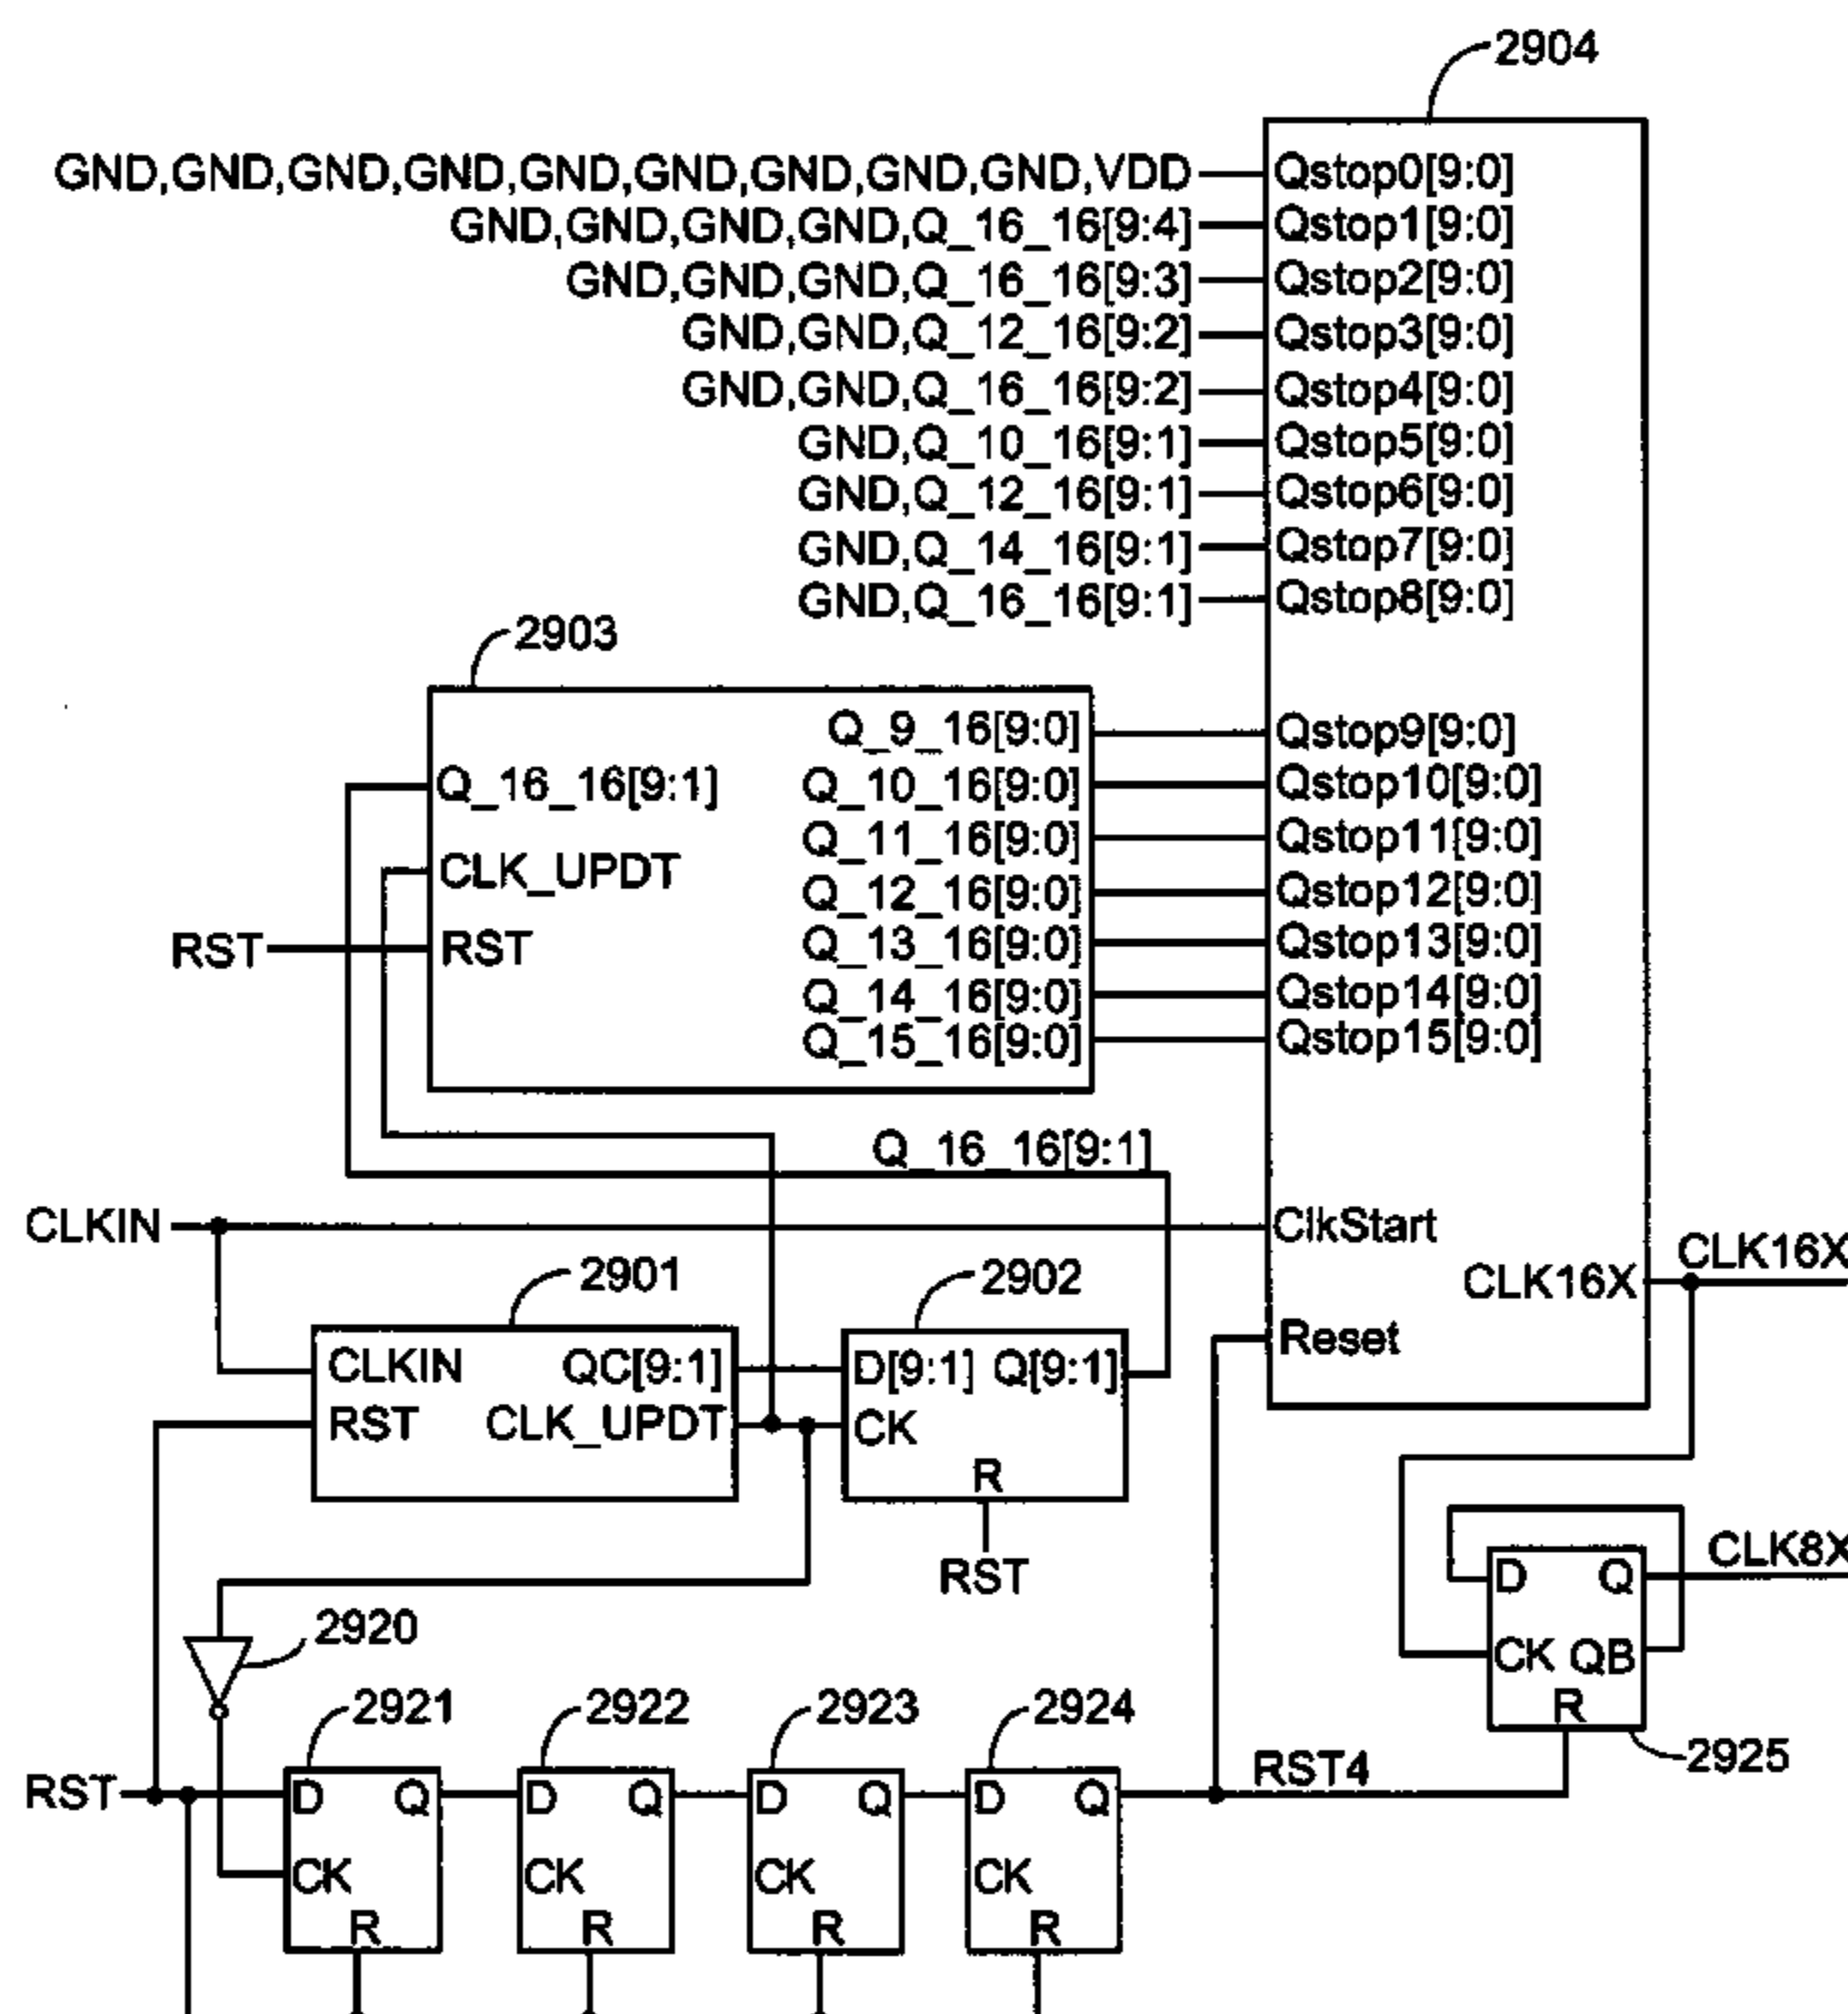 2904
GND,GND,GND,GND,GND,GND,GND,GND,GND,VDD Qstop0[9:0]
GND,GND,GND,GND,Q_16_16[9:4] Qstop1[9:0]
GND,GND,GND,Q_16_16[9:3] Qstop2[9:0]
GND,GND,Q_12_16[9:2] Qstop3[9:0]
GND,GND,Q_16_16[9:2] Qstop4[9:0]
GND,Q_10_16[9:1] Qstop5[9:0]
GND,Q_12_16[9:1] Qstop6[9:0]
GND,Q_14_16[9:1] Qstop7[9:0]
GND,Q_16_16[9:1] Qstop8[9:0]
2903
Q_9_16[9:0] Qstop9[9:0]
Q_16_16[9:1] Q_10_16[9:0] Qstop10[9:0]
Q_11_16[9:0] Qstop11[9:0]
CLK_UPDT Q_12_16[9:0] Qstop12[9:0]
RST RST Q_13_16[9:0] Qstop13[9:0]
Q_14_16[9:0] Qstop14[9:0]
Q_15_16[9:0] Qstop15[9:0]
Q_16_16[9:1]
CLKIN ClkStart
2901 2902 CLK16X CLK16X
CLKIN QC[9:1] D[9:1] Q[9:1] Reset
RST CLK_UPDT CK
R
RST
CLK8X
D Q
CK QB
R
2925
2920
2921 2922 2923 2924
RST D Q D Q D Q D Q RST4
CK CK CK CK
R R R R